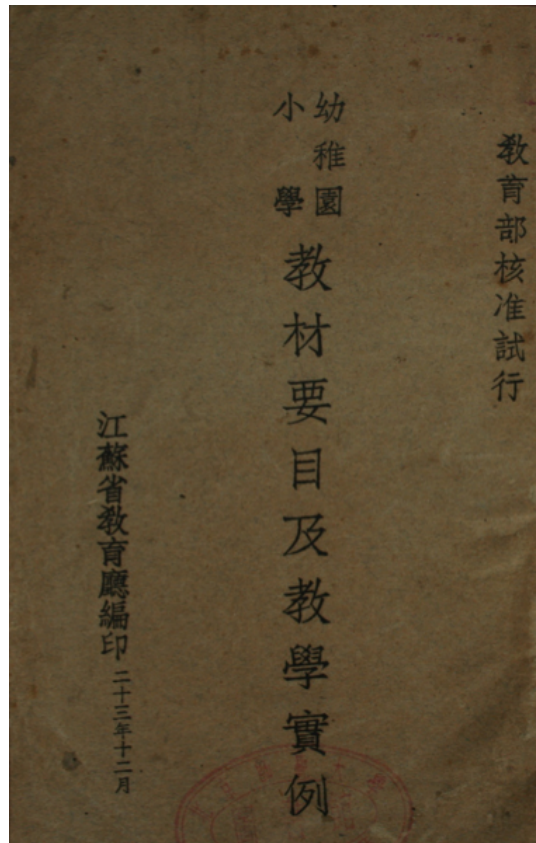 教育部核准試行
幼稚園
小學
教材要目及教學實例
江蘇省教育廳編印
二十三年十二月